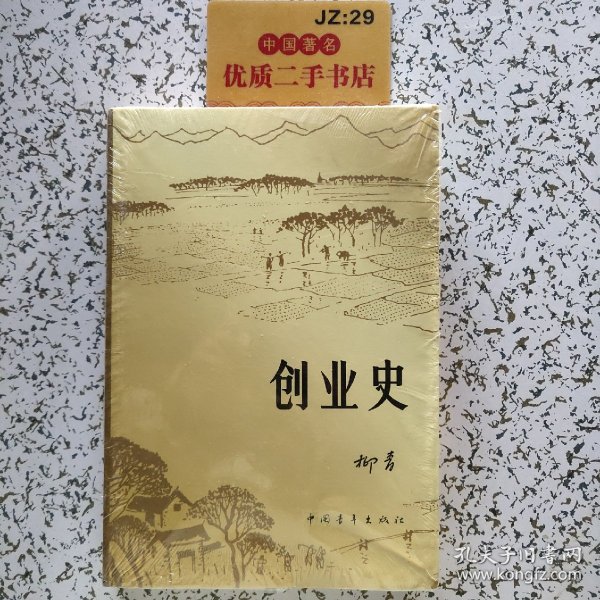 JZ:29
中国著名
优质二手书店
创业史
柳青
中国青年出版社
孔夫子旧书网
www.kongfz.com